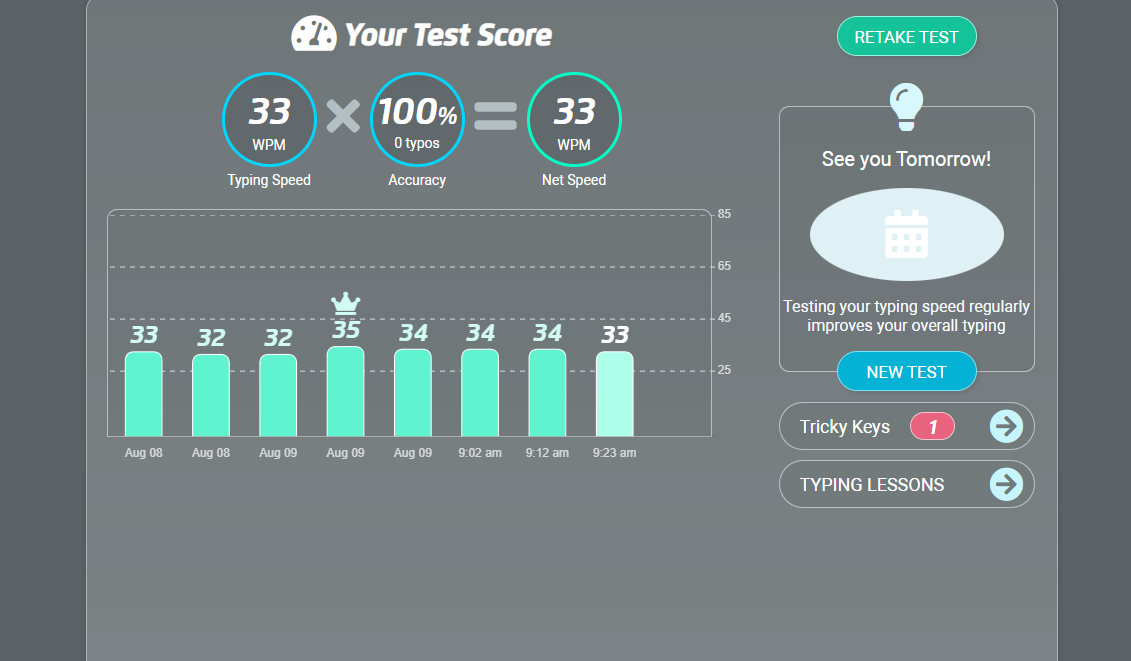 Your Test Score
RETAKE TEST
33
WPM
Typing Speed
100%
0 typos
Accuracy
33
WPM
Net Speed
See you Tomorrow!
Testing your typing speed regularly
improves your overall typing
NEW TEST
Tricky Keys 1
TYPING LESSONS
85
65
45
25
33 32 32 35 34 34 34 33
Aug 08 Aug 08 Aug 09 Aug 09 Aug 09 9:02 am 9:12 am 9:23 am